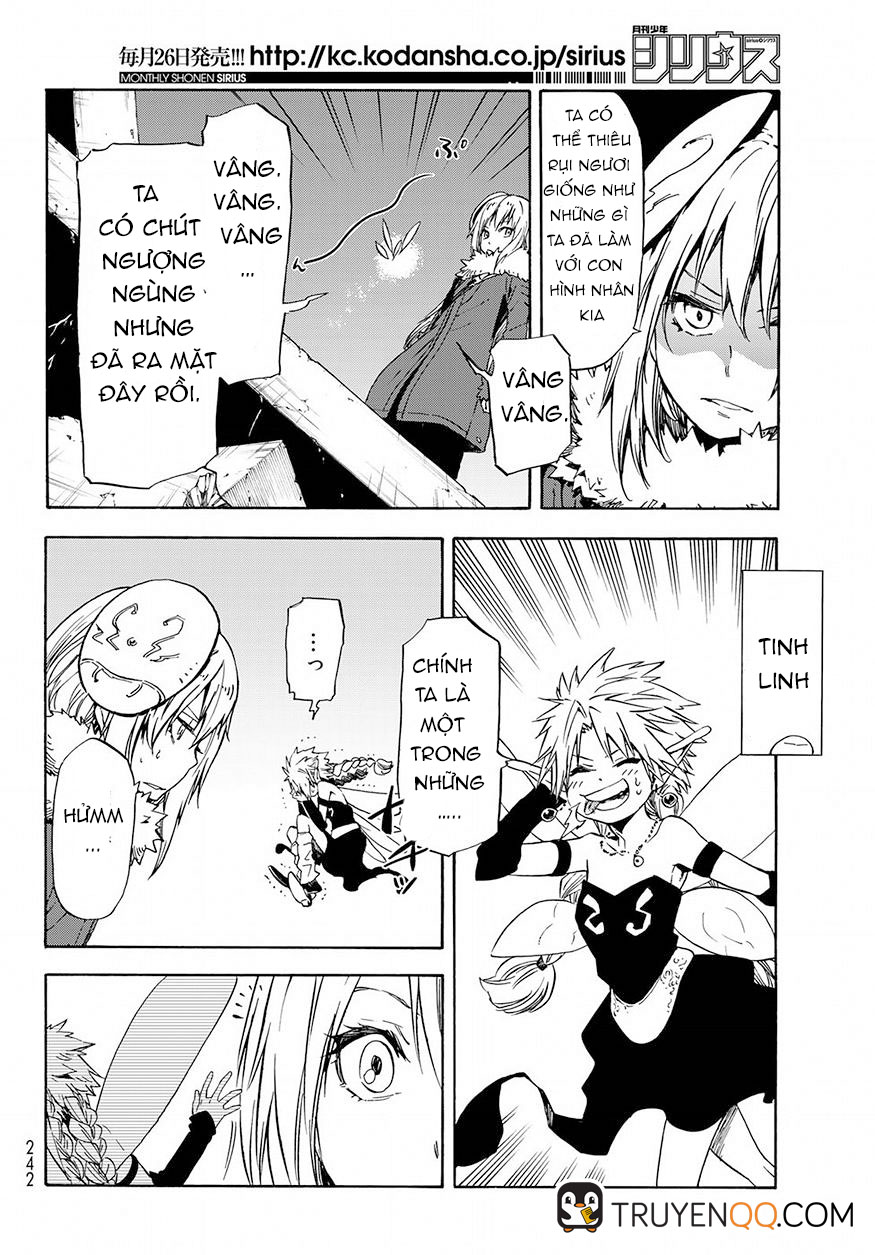 毎月26日発売!!! http://kc.kodansha.co.jp/sirius
MONTHLY SHONEN SIRIUS
月刊少年
シリウス
TA CÓ
THỂ THIÊU
RỤI NGƯƠI
GIỐNG NHƯ
NHỮNG GÌ
TA ĐÃ LÀM
VỚI CON
HÌNH NHÂN
KIA
VÂNG
VÂNG.
ぷ〜ん
VÂNG,
VÂNG,
VÂNG
...
TA
CÓ CHÚT
NGƯỢNG
NGÙNG
NHƯNG
ĐÃ RA MẶT
ĐÂY RỒI.
TINH
LINH
CHÍNH
TA LÀ
MỘT
TRONG
NHỮNG
.....
…っ
HỬMM
...
242
TRUYENQQ.COM